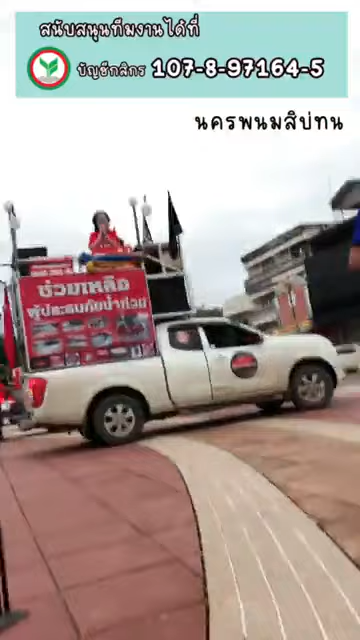 สนับสนุนทีมงานได้ที่
บัญชีกสิกร 107-8-97164-5
นครพนมสิบ่ทน
ช่วยเหลือ
ผู้ประสบภัยน้ำท่วม